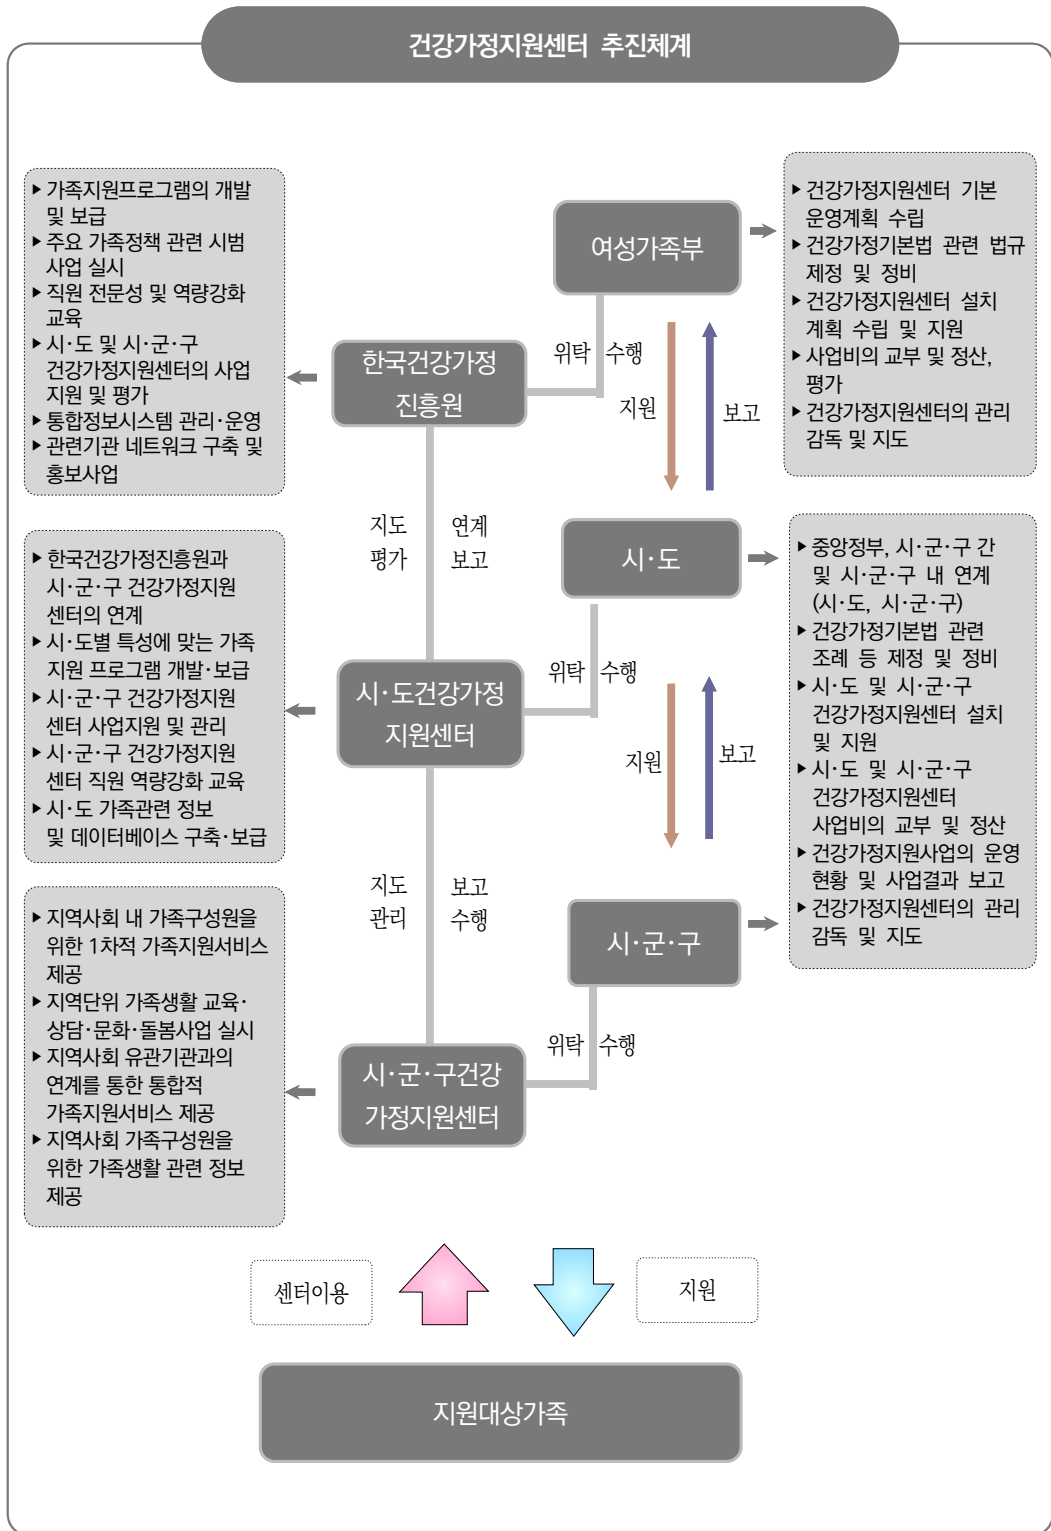 건강가정지원센터 추진체계
▶ 가족지원프로그램의 개발
및 보급
▶ 주요 가족정책 관련 시범
사업 실시
▶ 직원 전문성 및 역량강화
교육
▶ 시·도 및 시·군·구
건강가정지원센터의 사업
지원 및 평가
▶ 통합정보시스템 관리·운영
▶ 관련기관 네트워크 구축 및
홍보사업
여성가족부
▶ 건강가정지원센터 기본
운영계획 수립
▶ 건강가정기본법 관련 법규
제정 및 정비
▶ 건강가정지원센터 설치
계획 수립 및 지원
▶ 사업비의 교부 및 정산,
평가
▶ 건강가정지원센터의 관리
감독 및 지도
위탁 수행
한국건강가정
진흥원
지원
보고
지도 연계
평가 보고
시·도
▶ 한국건강가정진흥원과
시·군·구 건강가정지원
센터의 연계
▶ 시·도별 특성에 맞는 가족
지원 프로그램 개발·보급
▶ 시·군·구 건강가정지원
센터 사업지원 및 관리
▶ 시·군·구 건강가정지원
센터 직원 역량강화 교육
▶ 시·도 가족관련 정보
및 데이터베이스 구축·보급
▶ 중앙정부, 시·군·구 간
및 시·군·구 내 연계
(시·도, 시·군·구)
▶ 건강가정기본법 관련
조례 등 제정 및 정비
▶ 시·도 및 시·군·구
건강가정지원센터 설치
및 지원
▶ 시·도 및 시·군·구
건강가정지원센터
사업비의 교부 및 정산
▶ 건강가정지원사업의 운영
현황 및 사업결과 보고
▶ 건강가정지원센터의 관리
감독 및 지도
위탁 수행
시·도건강가정
지원센터
지원
보고
지도 보고
관리 수행
시·군·구
▶ 지역사회 내 가족구성원을
위한 1차적 가족지원서비스
제공
▶ 지역단위 가족생활 교육·
상담·문화·돌봄사업 실시
▶ 지역사회 유관기관과의
연계를 통한 통합적
가족지원서비스 제공
▶ 지역사회 가족구성원을
위한 가족생활 관련 정보
제공
위탁 수행
시·군·구건강
가정지원센터
센터이용
지원
지원대상가족